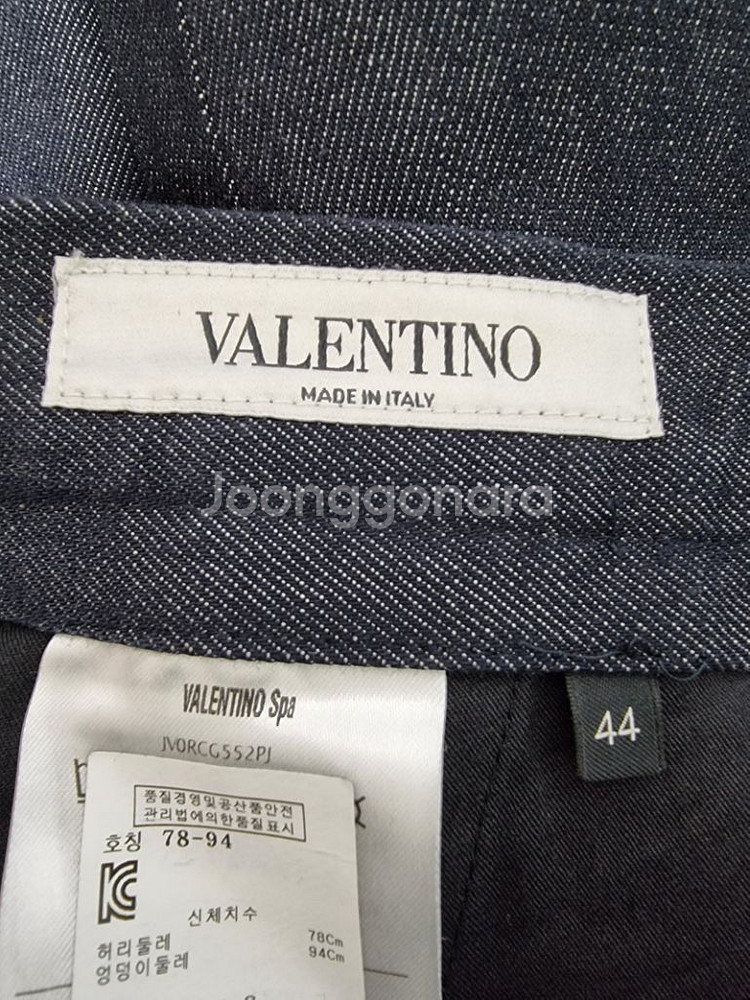 VALENTINO
MADE IN ITALY
Joonggonara
VALENTINO Spa
44
품질경영및공산품안전
관리법에의한품질표시
호칭 78-94
신체치수
허리둘레 78Cm
엉덩이둘레 94Cm